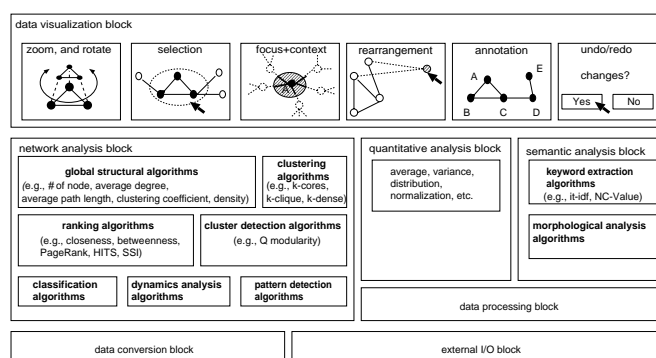 data visualization block
zoom, and rotate
selection
focus+context
rearrangement
annotation
undo/redo
A
A
B
C
D
E
changes?
Yes
No
network analysis block
global structural algorithms
(e.g., # of node, average degree,
average path length, clustering coefficient, density)
clustering
algorithms
(e.g., k-cores,
k-clique, k-dense)
ranking algorithms
(e.g., closeness, betweenness,
PageRank, HITS, SSI)
cluster detection algorithms
(e.g., Q modularity)
classification
algorithms
dynamics analysis
algorithms
pattern detection
algorithms
quantitative analysis block
average, variance,
distribution,
normalization, etc.
semantic analysis block
keyword extraction
algorithms
(e.g., it-idf, NC-Value)
morphological analysis
algorithms
data processing block
data conversion block
external I/O block